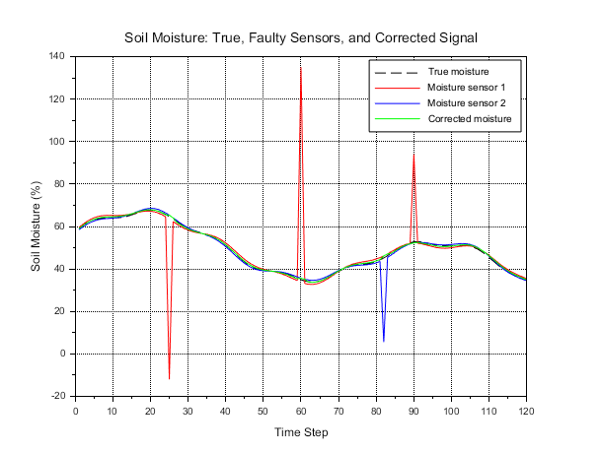 Soil Moisture: True, Faulty Sensors, and Corrected Signal
True moisture
Moisture sensor 1
Moisture sensor 2
Corrected moisture
Soil Moisture (%)
140
120
100
80
60
40
20
0
-20
0 10 20 30 40 50 60 70 80 90 100 110 120
Time Step